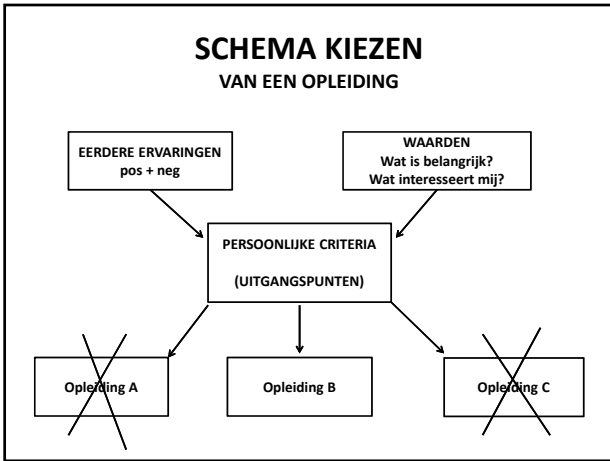 SCHEMA KIEZEN
VAN EEN OPLEIDING
EERDERE ERVARINGEN
pos + neg
WAARDEN
Wat is belangrijk?
Wat interesseert mij?
PERSOONLIJKE CRITERIA
(UITGANGSPUNTEN)
Opleiding A
Opleiding B
Opleiding C